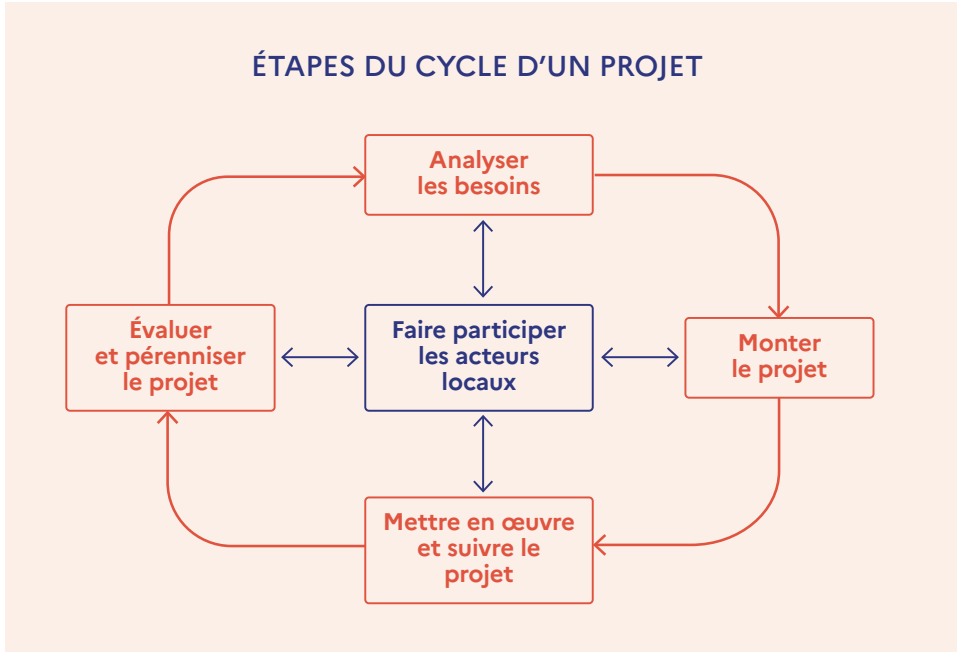 ÉTAPES DU CYCLE D'UN PROJET
Analyser
les besoins
Évaluer
et pérenniser
le projet
Faire participer
les acteurs
locaux
Monter
le projet
Mettre en œuvre
et suivre le
projet